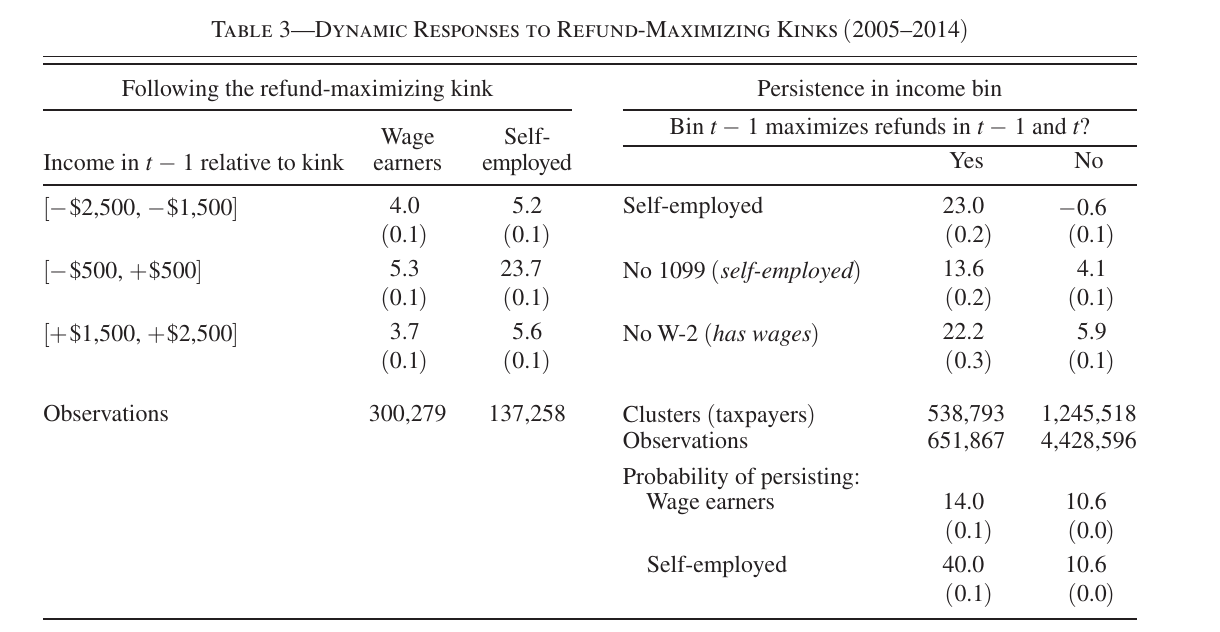 TABLE 3—DYNAMIC RESPONSES TO REFUND-MAXIMIZING KINKS (2005–2014)
Following the refund-maximizing kink
Income in t − 1 relative to kink Wage earners Self-employed
[−$2,500, −$1,500] 4.0 5.2
(0.1) (0.1)
[−$500, +$500] 5.3 23.7
(0.1) (0.1)
[+$1,500, +$2,500] 3.7 5.6
(0.1) (0.1)
Observations 300,279 137,258
Persistence in income bin
Bin t − 1 maximizes refunds in t − 1 and t?
Yes No
Self-employed 23.0 −0.6
(0.2) (0.1)
No 1099 (self-employed) 13.6 4.1
(0.2) (0.1)
No W-2 (has wages) 22.2 5.9
(0.3) (0.1)
Clusters (taxpayers) 538,793 1,245,518
Observations 651,867 4,428,596
Probability of persisting:
Wage earners 14.0 10.6
(0.1) (0.0)
Self-employed 40.0 10.6
(0.1) (0.0)